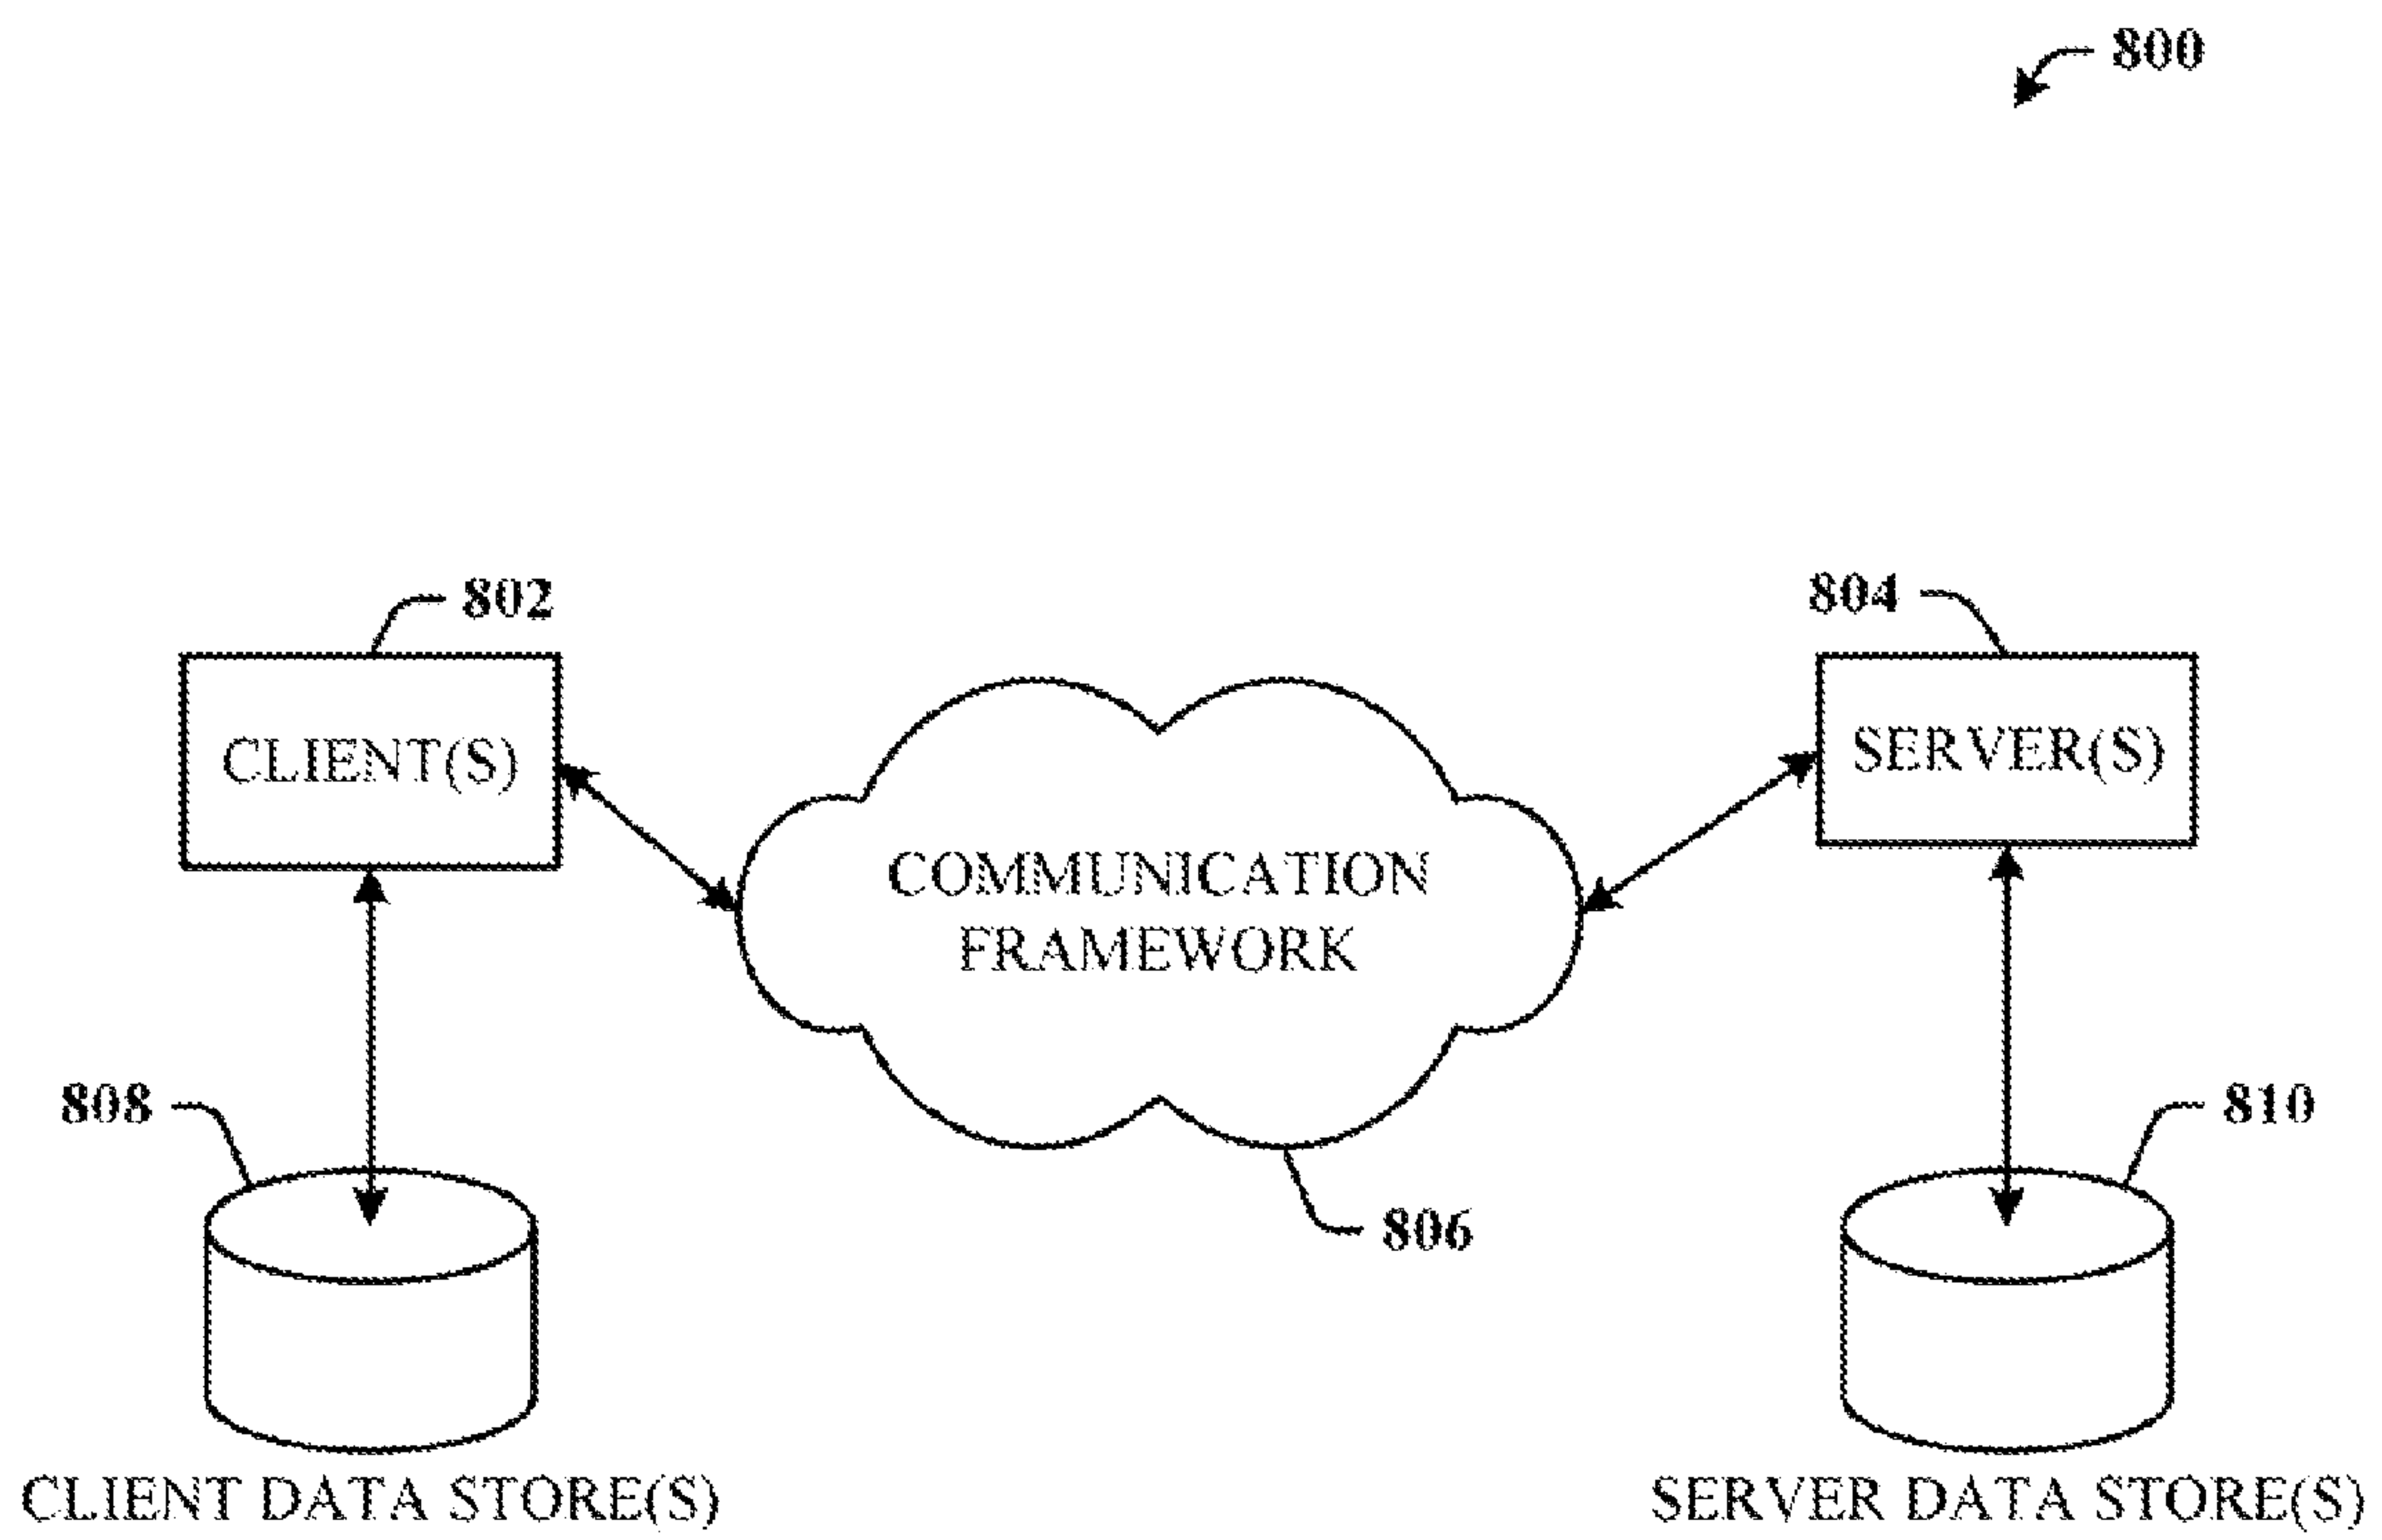 800
802
804
CLIENT(S)
SERVER(S)
COMMUNICATION
FRAMEWORK
808
810
806
CLIENT DATA STORE(S)
SERVER DATA STORE(S)